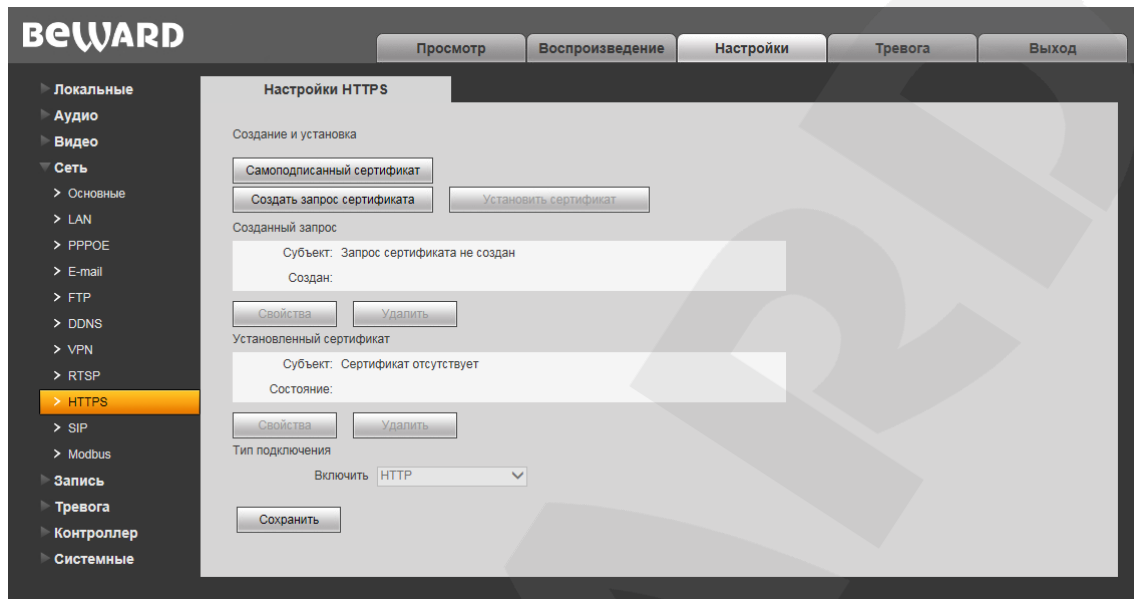 BEWARD
Просмотр Воспроизведение Настройки Тревога Выход
Локальные
Аудио
Видео
Сеть
> Основные
> LAN
> PPPOE
> E-mail
> FTP
> DDNS
> VPN
> RTSP
> HTTPS
> SIP
> Modbus
Запись
Тревога
Контроллер
Системные
Настройки HTTPS
Создание и установка
Самоподписанный сертификат
Создать запрос сертификата Установить сертификат
Созданный запрос
Субъект: Запрос сертификата не создан
Создан:
Свойства Удалить
Установленный сертификат
Субъект: Сертификат отсутствует
Состояние:
Свойства Удалить
Тип подключения
Включить HTTP
Сохранить